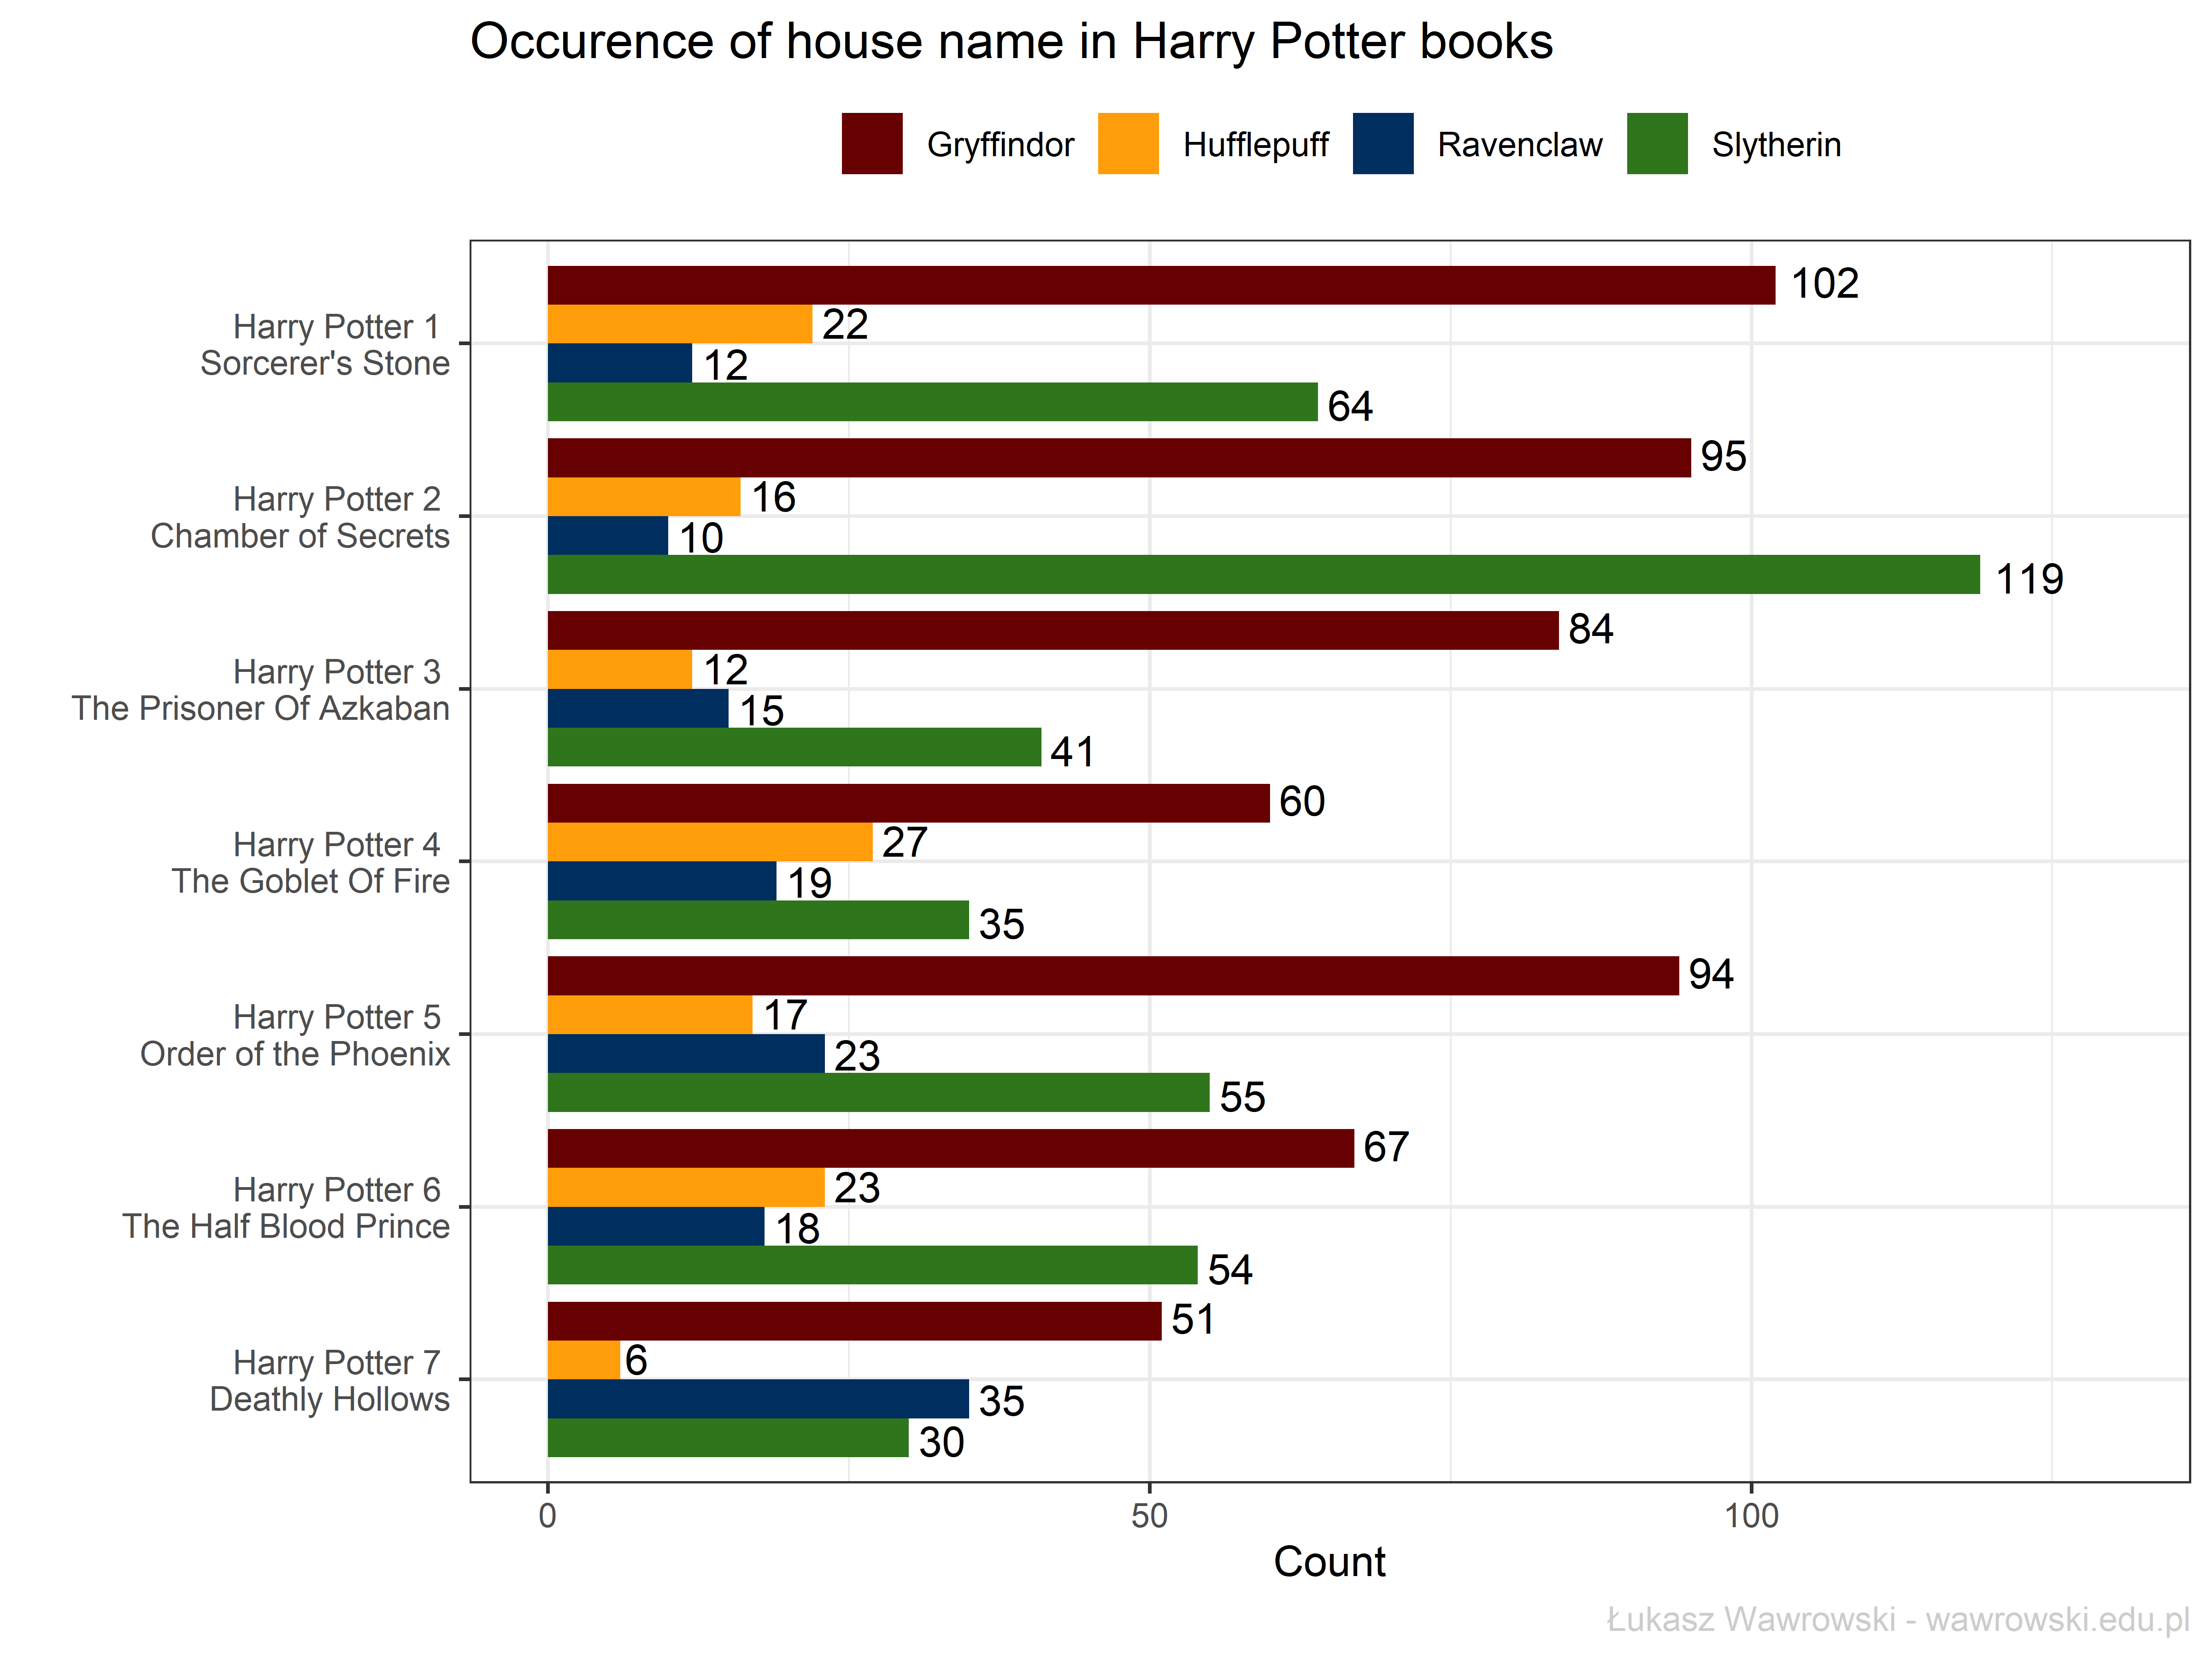 Occurence of house name in Harry Potter books
Gryffindor Hufflepuff Ravenclaw Slytherin
Harry Potter 1
Sorcerer's Stone
102
22
12
64
Harry Potter 2
Chamber of Secrets
95
16
10
119
Harry Potter 3
The Prisoner Of Azkaban
84
12
15
41
Harry Potter 4
The Goblet Of Fire
60
27
19
35
Harry Potter 5
Order of the Phoenix
94
17
23
55
Harry Potter 6
The Half Blood Prince
67
23
18
54
Harry Potter 7
Deathly Hollows
51
6
35
30
0 50 100
Count
Łukasz Wawrowski - wawrowski.edu.pl